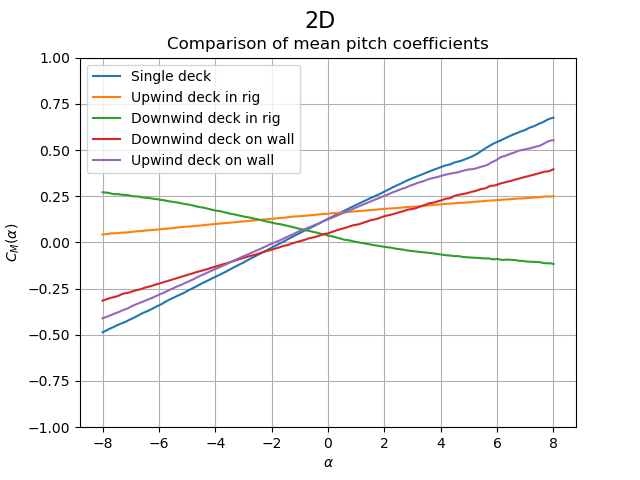 2D
Comparison of mean pitch coefficients
Single deck
Upwind deck in rig
Downwind deck in rig
Downwind deck on wall
Upwind deck on wall
1.00
0.75
0.50
0.25
0.00
−0.25
−0.50
−0.75
−1.00
C_M(α)
−8 −6 −4 −2 0 2 4 6 8
α